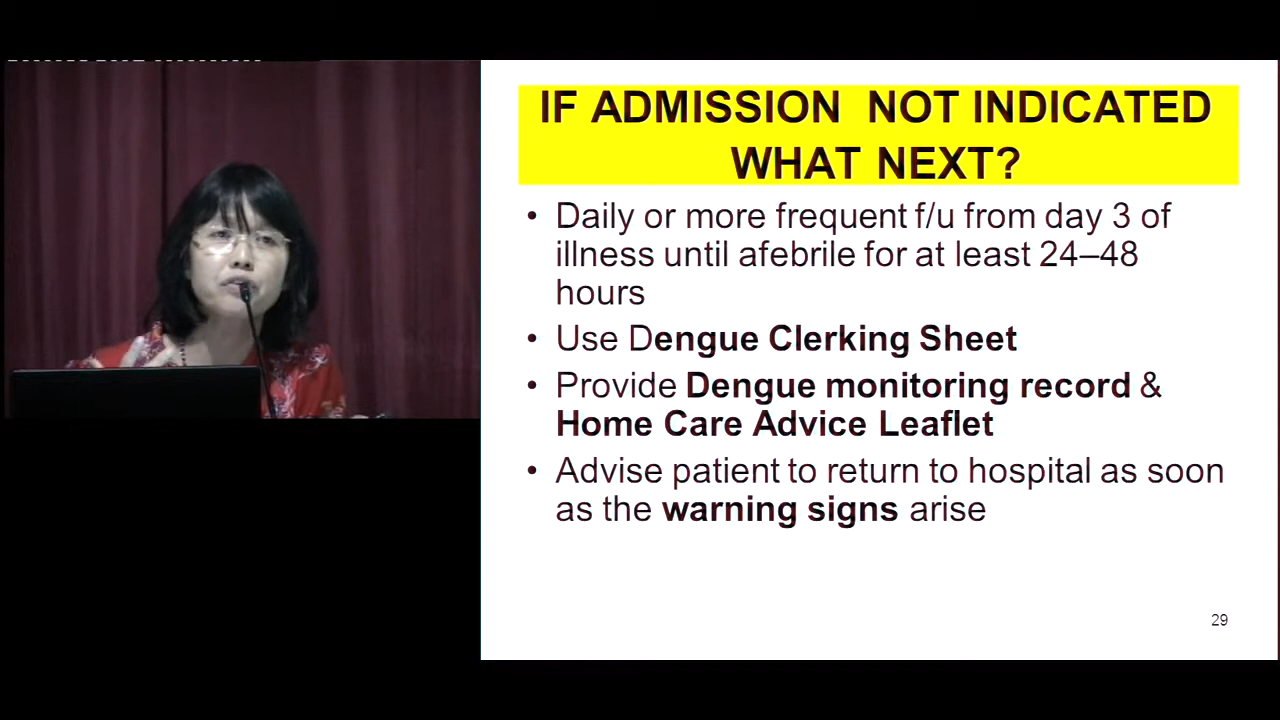 IF ADMISSION NOT INDICATED
WHAT NEXT?
• Daily or more frequent f/u from day 3 of
illness until afebrile for at least 24–48
hours
• Use Dengue Clerking Sheet
• Provide Dengue monitoring record &
Home Care Advice Leaflet
• Advise patient to return to hospital as soon
as the warning signs arise
29